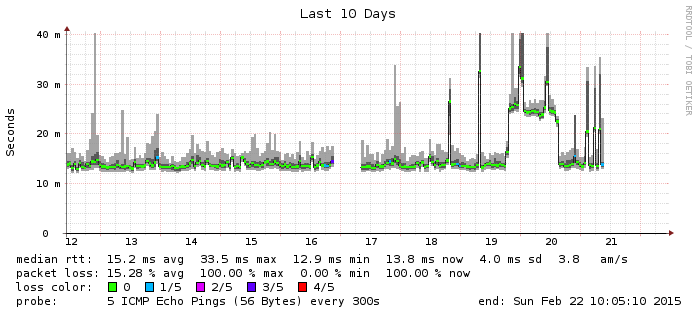 Last 10 Days
RRDTOOL / TOBI OETIKER
Seconds
40 m
30 m
20 m
10 m
0
12 13 14 15 16 17 18 19 20 21
median rtt: 15.2 ms avg 33.5 ms max 12.9 ms min 13.8 ms now 4.0 ms sd 3.8 am/s
packet loss: 15.28 % avg 100.00 % max 0.00 % min 100.00 % now
loss color: 0 1/5 2/5 3/5 4/5
probe: 5 ICMP Echo Pings (56 Bytes) every 300s end: Sun Feb 22 10:05:10 2015